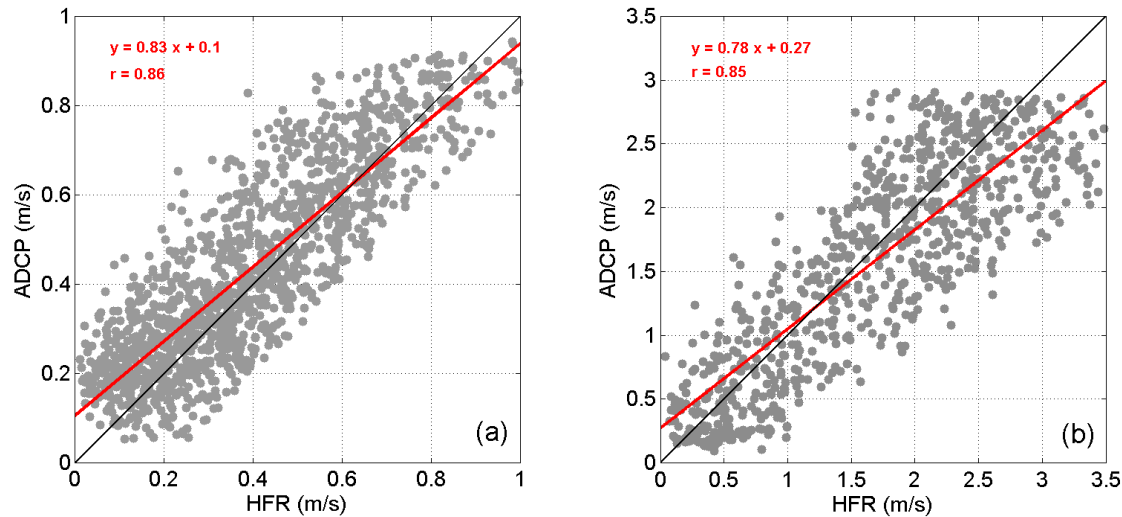 y = 0.83 x + 0.1
r = 0.86
1
0.8
0.6
0.4
0.2
0
ADCP (m/s)
0
0.2
0.4
0.6
0.8
1
HFR (m/s)
(a)
y = 0.78 x + 0.27
r = 0.85
3.5
3
2.5
2
1.5
1
0.5
0
ADCP (m/s)
0
0.5
1
1.5
2
2.5
3
3.5
HFR (m/s)
(b)